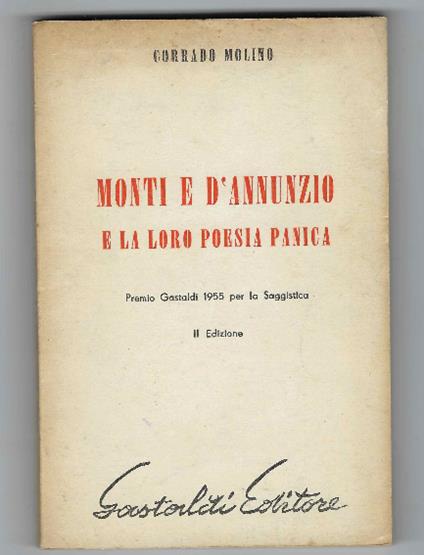 CORRADO MOLINO
MONTI E D'ANNUNZIO
E LA LORO POESIA PANICA
Premio Gastaldi 1955 per la Saggistica
II Edizione
Gastaldi Editore